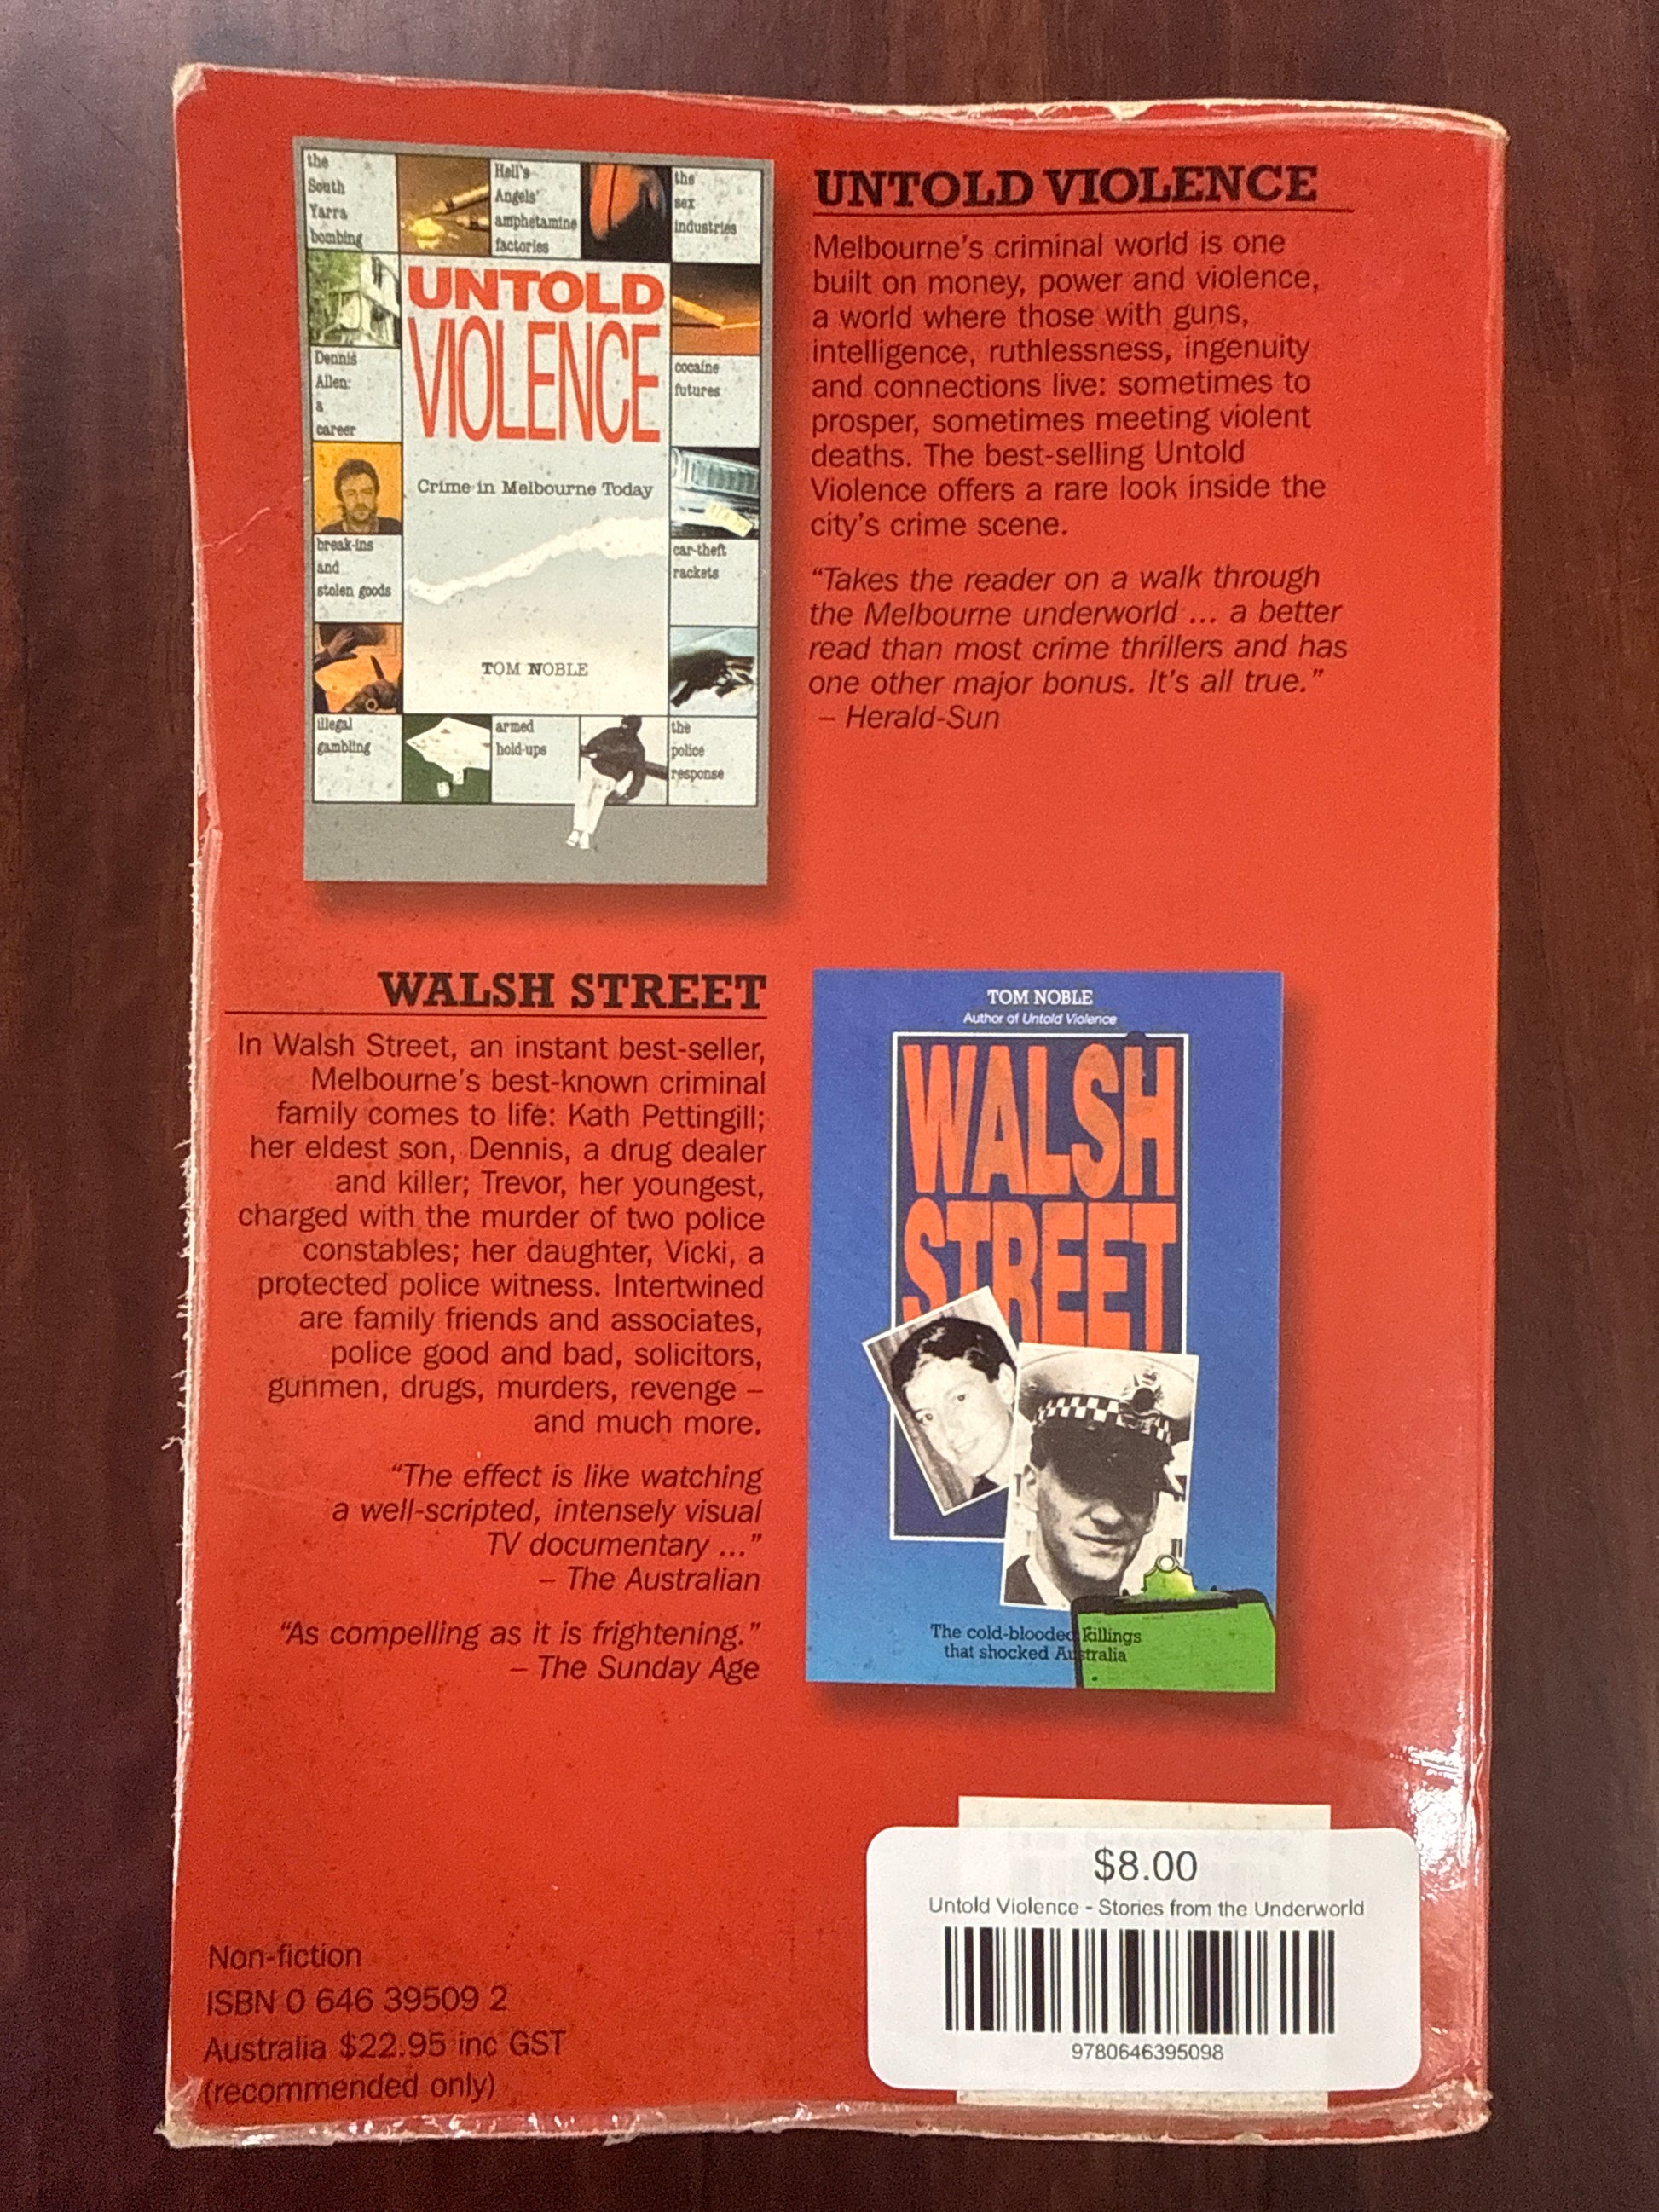 the
South
Yarra
bombing
Hell's
Angels'
amphetamine
factories
the
sex
industries
UNTOLD
VIOLENCE
Dennis
Allen:
a
career
cocaine
futures
Crime in Melbourne Today
break-ins
and
stolen goods
car-theft
rackets
TOM NOBLE
illegal
gambling
armed
hold-ups
the
police
response
UNTOLD VIOLENCE
Melbourne's criminal world is one
built on money, power and violence,
a world where those with guns,
intelligence, ruthlessness, ingenuity
and connections live: sometimes to
prosper, sometimes meeting violent
deaths. The best-selling Untold
Violence offers a rare look inside the
city's crime scene.
“Takes the reader on a walk through
the Melbourne underworld ... a better
read than most crime thrillers and has
one other major bonus. It's all true.”
– Herald-Sun
WALSH STREET
In Walsh Street, an instant best-seller,
Melbourne's best-known criminal
family comes to life: Kath Pettingill;
her eldest son, Dennis, a drug dealer
and killer; Trevor, her youngest,
charged with the murder of two police
constables; her daughter, Vicki, a
protected police witness. Intertwined
are family friends and associates,
police good and bad, solicitors,
gunmen, drugs, murders, revenge –
and much more.
“The effect is like watching
a well-scripted, intensely visual
TV documentary ...”
– The Australian
“As compelling as it is frightening.”
– The Sunday Age
TOM NOBLE
Author of Untold Violence
WALSH
STREET
The cold-blooded killings
that shocked Australia
Non-fiction
ISBN 0 646 39509 2
Australia $22.95 inc GST
(recommended only)
$8.00
Untold Violence - Stories from the Underworld
9780646395098